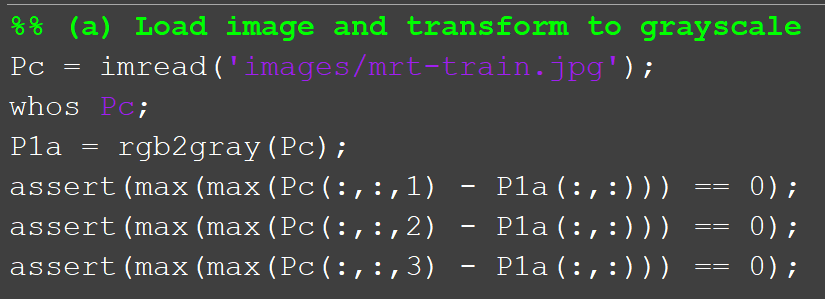 %% (a) Load image and transform to grayscale
Pc = imread('images/mrt-train.jpg');
whos Pc;
P1a = rgb2gray(Pc);
assert(max(max(Pc(:,:,1) - P1a(:,:))) == 0);
assert(max(max(Pc(:,:,2) - P1a(:,:))) == 0);
assert(max(max(Pc(:,:,3) - P1a(:,:))) == 0);